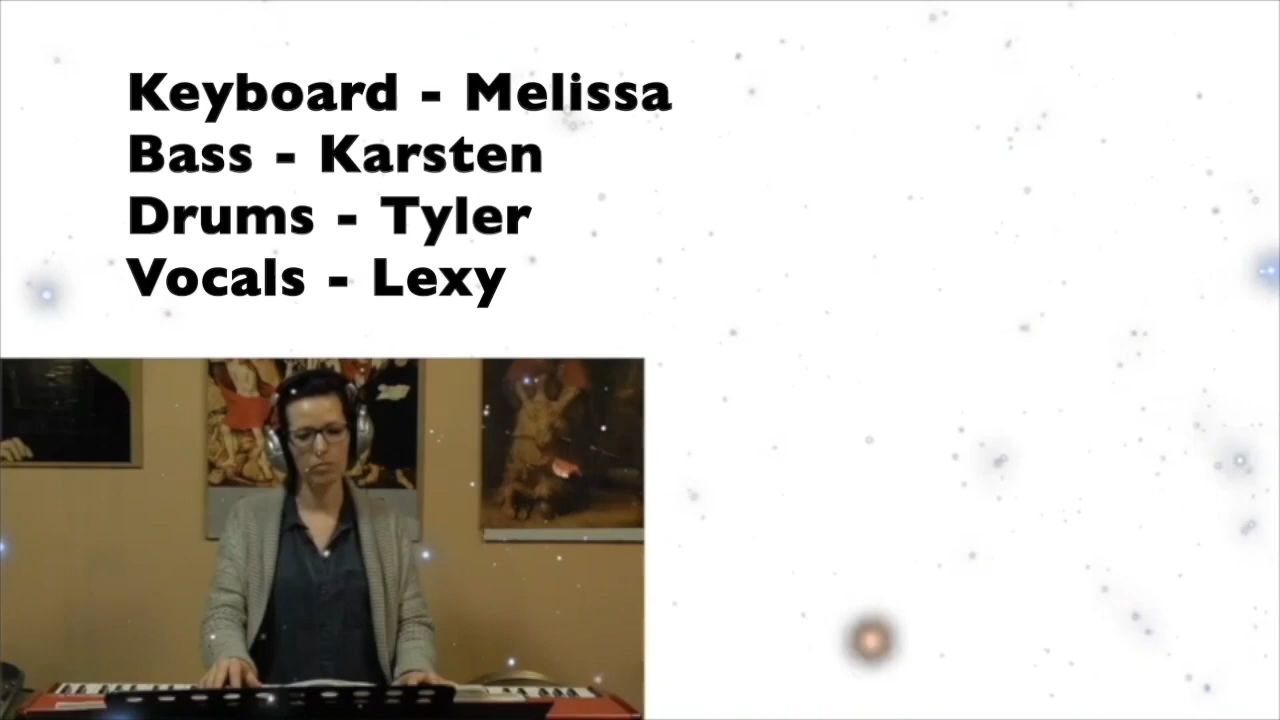 Keyboard - Melissa
Bass - Karsten
Drums - Tyler
Vocals - Lexy